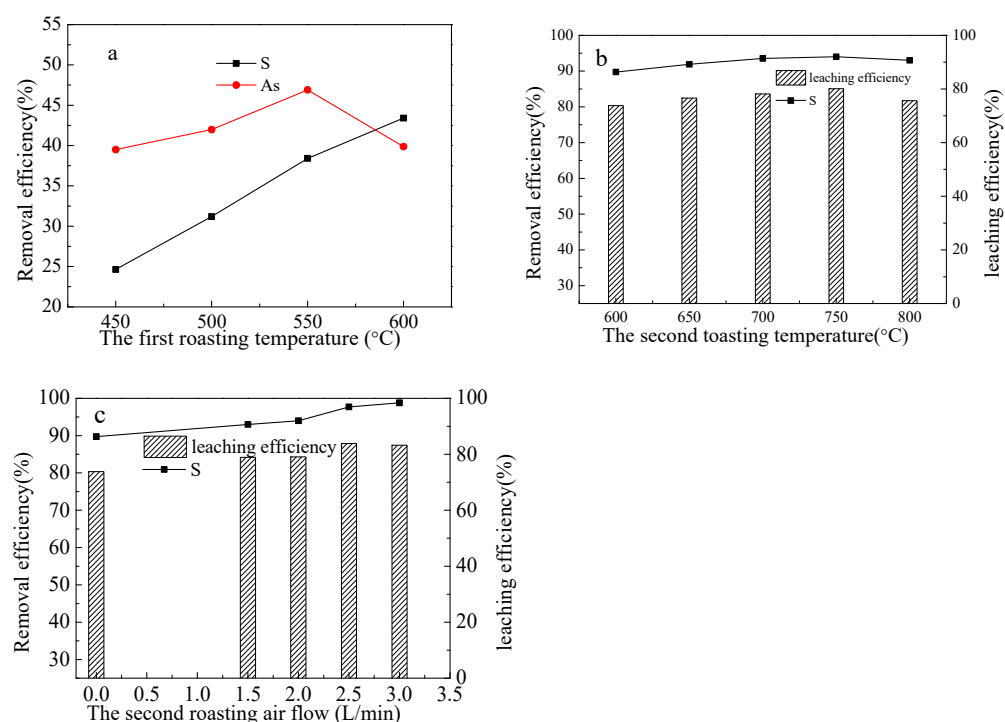 a
S
As
Removal efficiency(%)
55
50
45
40
35
30
25
20
450 500 550 600
The first roasting temperature (°C)
b
leaching efficiency
S
Removal efficiency(%)
100
90
80
70
60
50
40
30
leaching efficiency(%)
100
80
60
40
20
0
600 650 700 750 800
The second toasting temperature(°C)
c
leaching efficiency
S
Removal efficiency(%)
100
90
80
70
60
50
40
30
leaching efficiency(%)
100
80
60
40
20
0
0.0 0.5 1.0 1.5 2.0 2.5 3.0 3.5
The second roasting air flow (L/min)